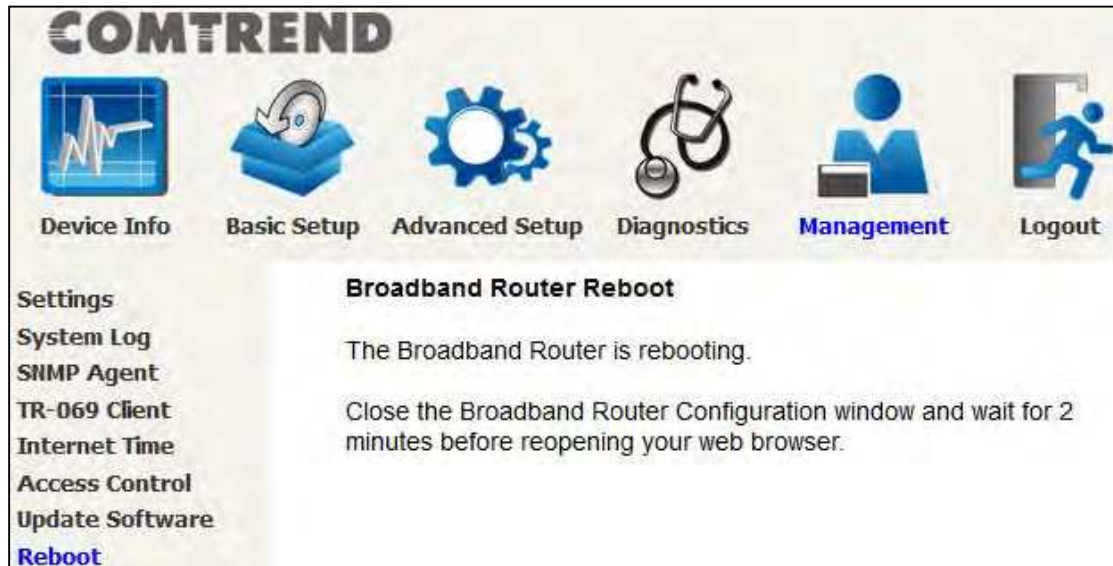 COMTREND
Device Info
Basic Setup
Advanced Setup
Diagnostics
Management
Logout
Settings
System Log
SNMP Agent
TR-069 Client
Internet Time
Access Control
Update Software
Reboot
Broadband Router Reboot
The Broadband Router is rebooting.
Close the Broadband Router Configuration window and wait for 2
minutes before reopening your web browser.